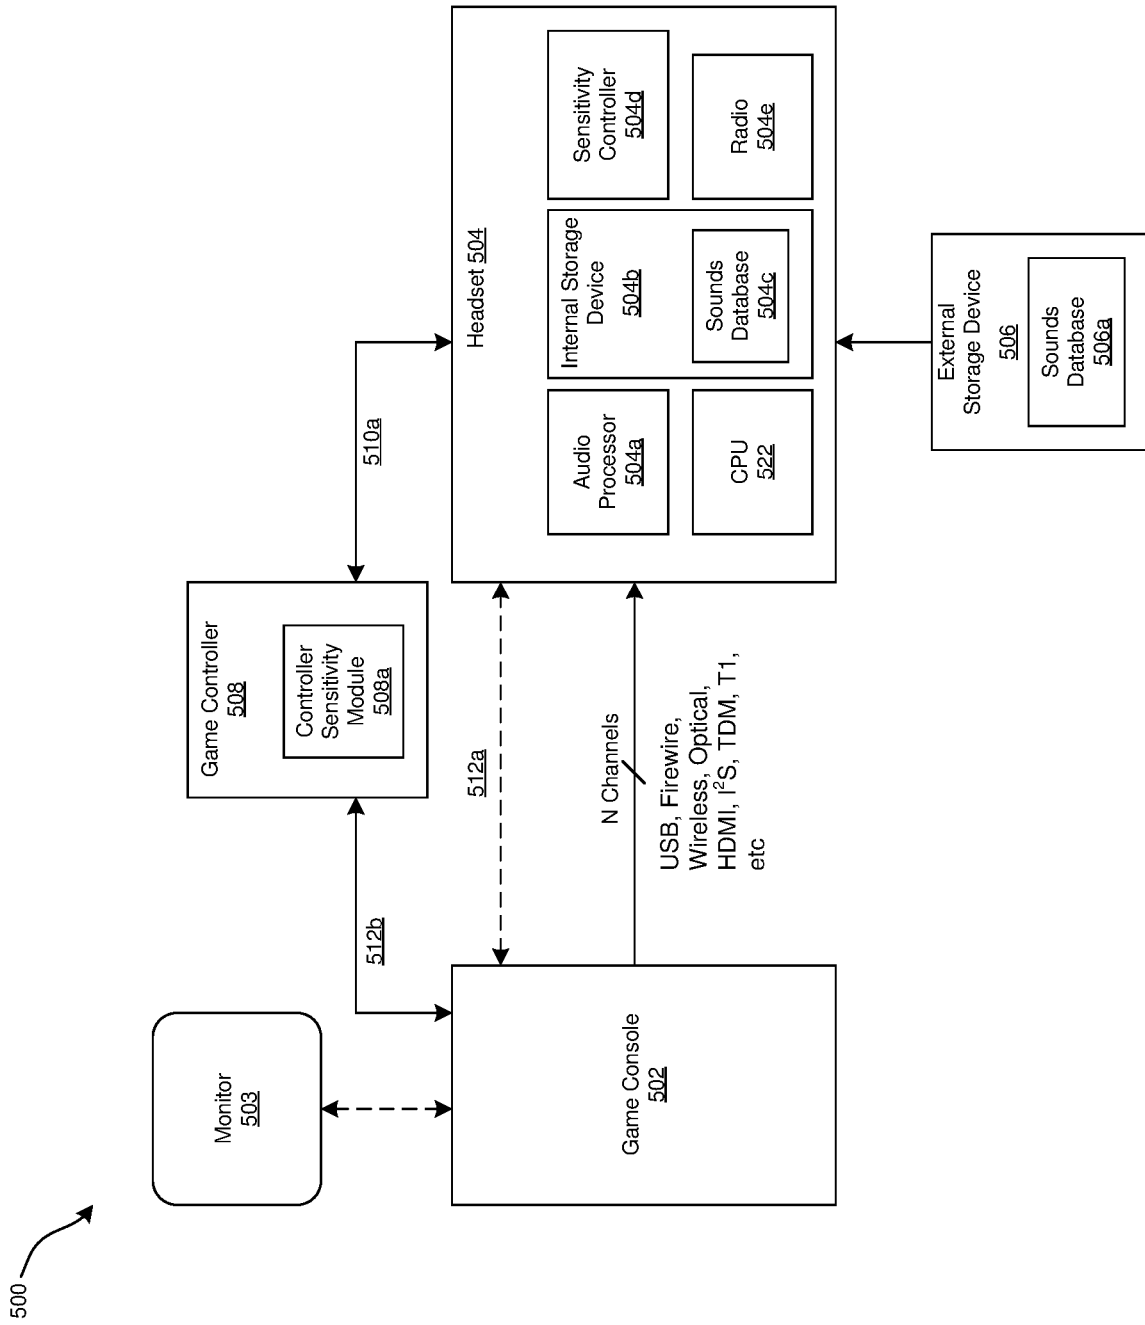 500
Monitor
503
Game Console
502
512b
Game Controller
508
Controller
Sensitivity
Module
508a
510a
512a
N Channels
USB, Firewire,
Wireless, Optical,
HDMI, I²S, TDM, T1,
etc
Headset 504
Audio
Processor
504a
CPU
522
Internal Storage
Device
504b
Sounds
Database
504c
Sensitivity
Controller
504d
Radio
504e
External
Storage Device
506
Sounds
Database
506a